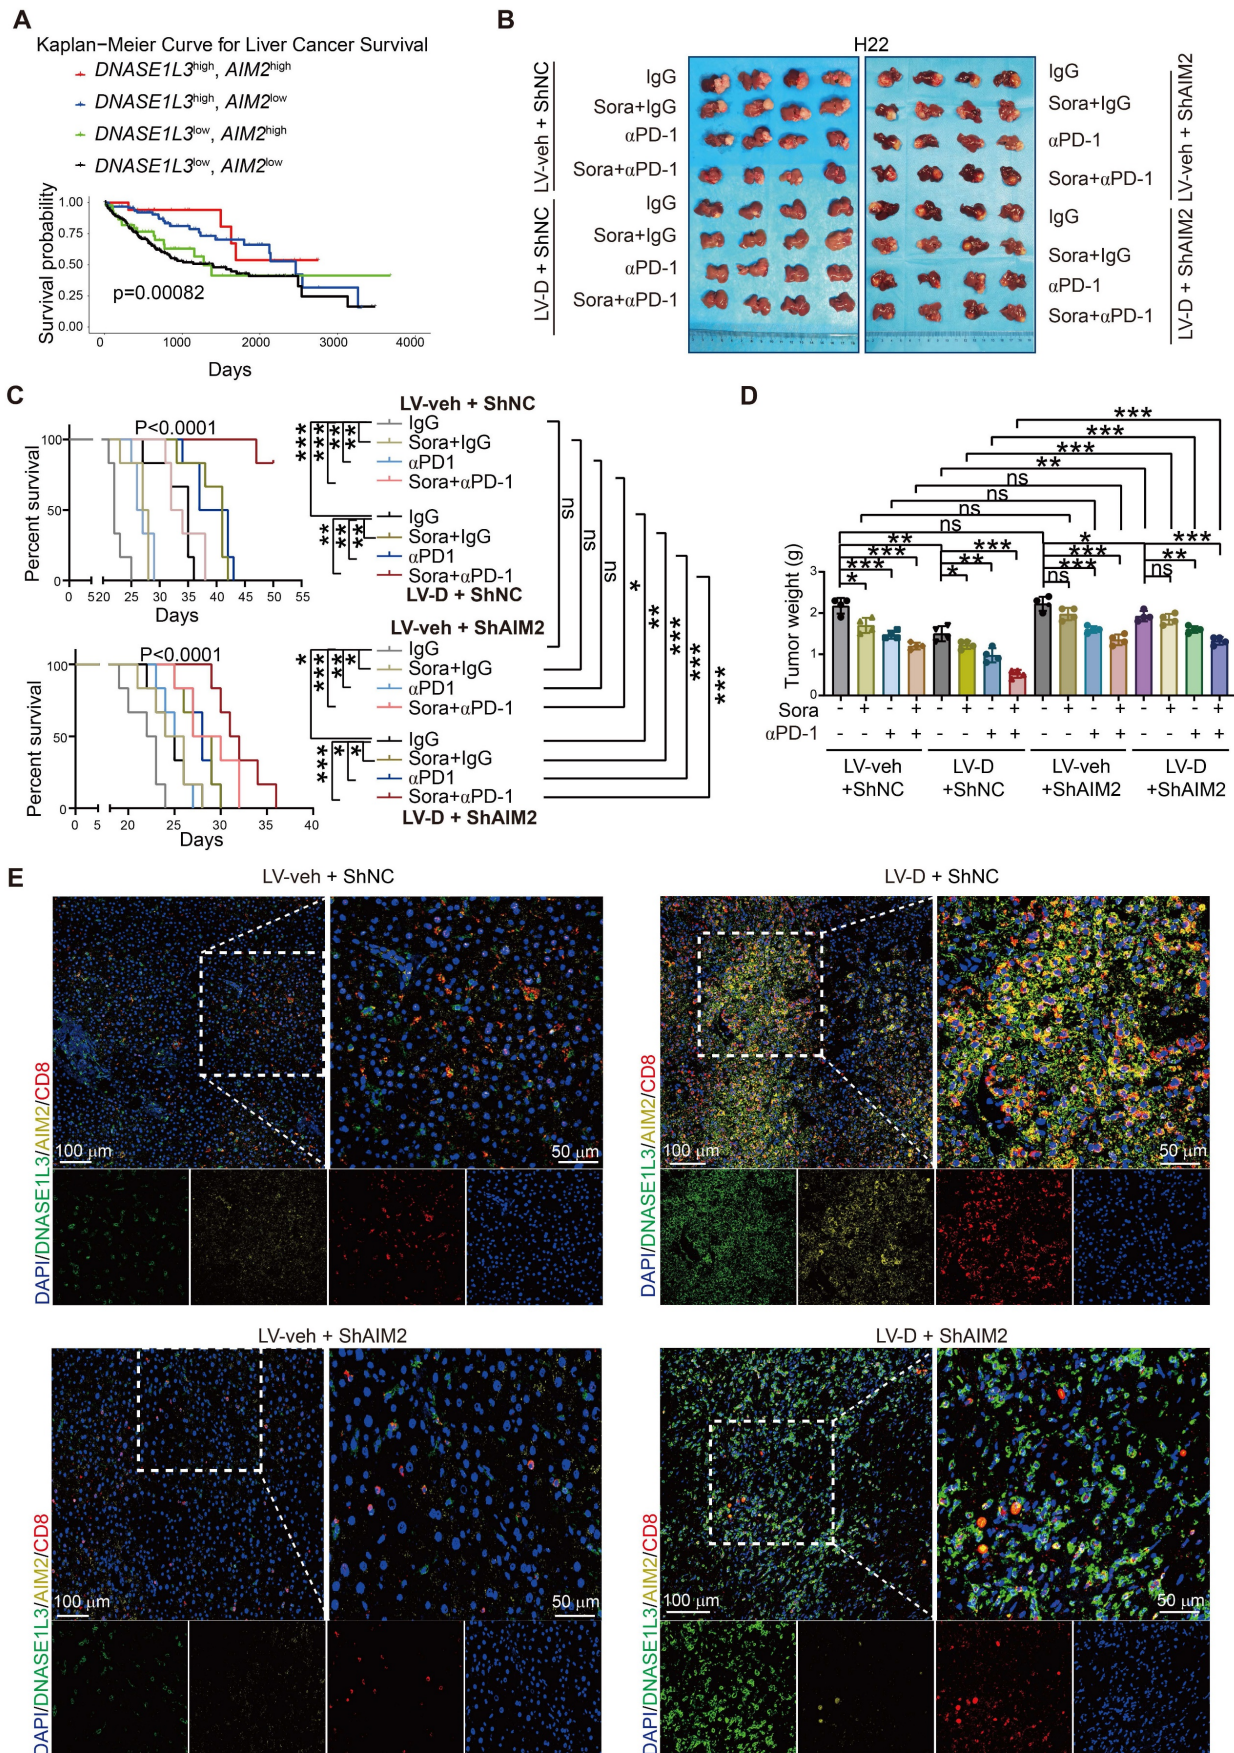 A
Kaplan−Meier Curve for Liver Cancer Survival
DNASE1L3high, AIM2high
DNASE1L3high, AIM2low
DNASE1L3low, AIM2high
DNASE1L3low, AIM2low
Survival probability
1.00
0.75
0.50
0.25
0.00
p=0.00082
0 1000 2000 3000 4000
Days
B
H22
LV-veh + ShNC
IgG
Sora+IgG
αPD-1
Sora+αPD-1
LV-D + ShNC
IgG
Sora+IgG
αPD-1
Sora+αPD-1
IgG
Sora+IgG
αPD-1
Sora+αPD-1
LV-veh + ShAIM2
IgG
Sora+IgG
αPD-1
Sora+αPD-1
LV-D + ShAIM2
C
P<0.0001
Percent survival
100
50
0
0 5 20 25 30 35 40 45 50 55
Days
LV-veh + ShNC
IgG
Sora+IgG
αPD1
Sora+αPD-1
IgG
Sora+IgG
αPD1
Sora+αPD-1
LV-D + ShNC
*** *** ** **
** ** **
P<0.0001
Percent survival
100
50
0
0 5 20 25 30 35 40
Days
LV-veh + ShAIM2
IgG
Sora+IgG
αPD1
Sora+αPD-1
IgG
Sora+IgG
αPD1
Sora+αPD-1
LV-D + ShAIM2
* *** ** *
*** * *
ns
ns
*
**
***
***
***
D
***
***
***
**
ns
ns
ns
** *
*** *** *** ***
*** ** *** **
* * ns ns
Tumor weight (g)
3
2
1
0
Sora - + - + - + - + - + - + - + - +
αPD-1 - - + + - - + + - - + + - - + +
LV-veh LV-D LV-veh LV-D
+ShNC +ShNC +ShAIM2 +ShAIM2
E
LV-veh + ShNC
DAPI/DNASE1L3/AIM2/CD8
100 μm
50 μm
LV-D + ShNC
DAPI/DNASE1L3/AIM2/CD8
100 μm
50 μm
LV-veh + ShAIM2
DAPI/DNASE1L3/AIM2/CD8
100 μm
50 μm
LV-D + ShAIM2
DAPI/DNASE1L3/AIM2/CD8
100 μm
50 μm